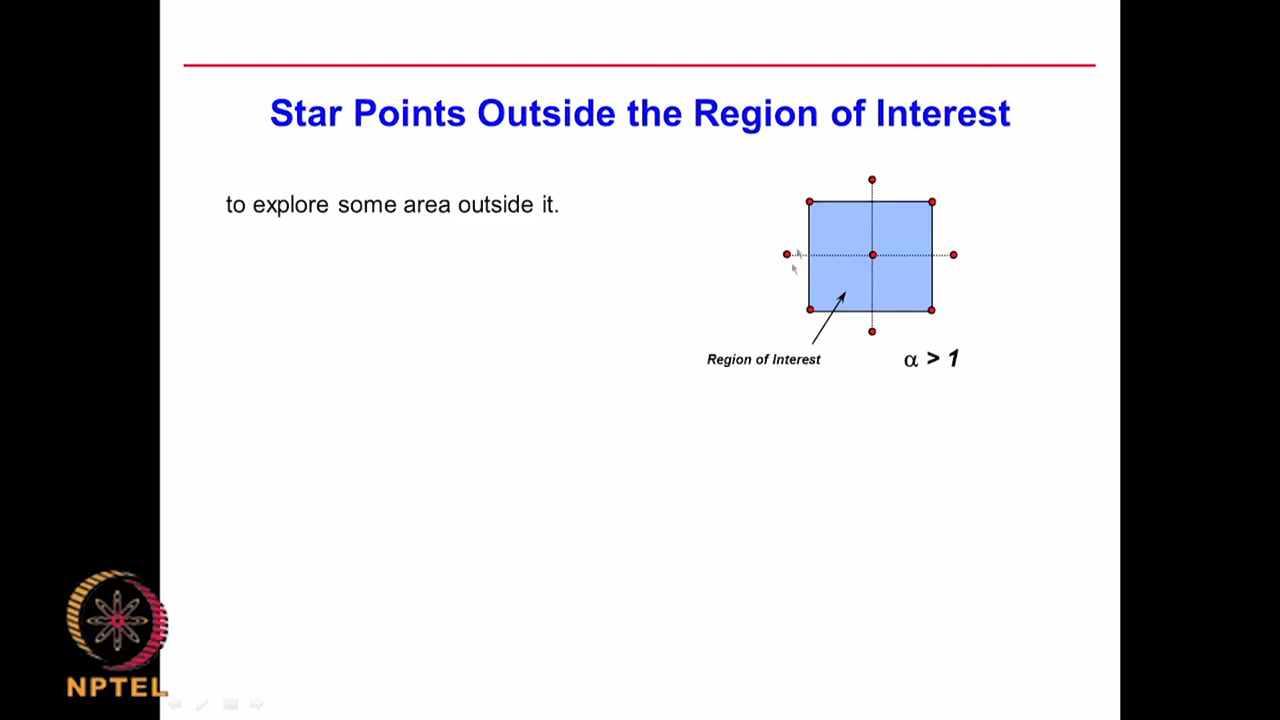 Star Points Outside the Region of Interest
to explore some area outside it.
Region of Interest
α > 1
NPTEL